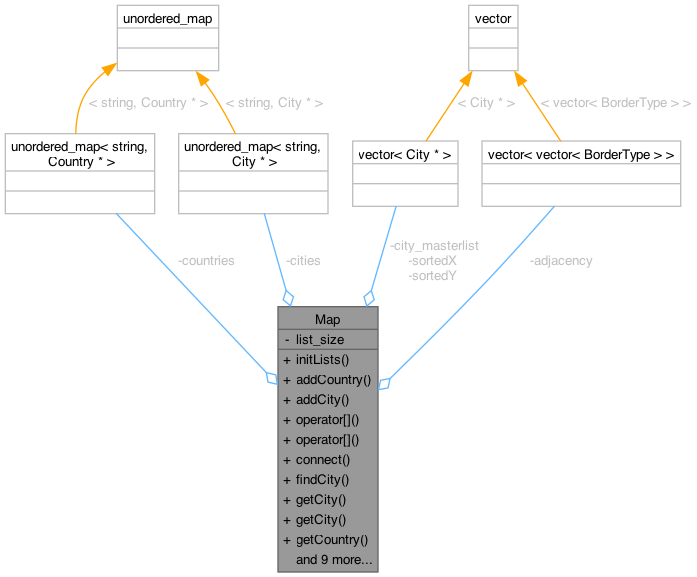 unordered_map
vector
< string, Country * >
< string, City * >
< City * >
< vector< BorderType > >
unordered_map< string,
Country * >
unordered_map< string,
City * >
vector< City * >
vector< vector< BorderType > >
-countries
-cities
-city_masterlist
-sortedX
-sortedY
-adjacency
Map
- list_size
+ initLists()
+ addCountry()
+ addCity()
+ operator[]()
+ operator[]()
+ connect()
+ findCity()
+ getCity()
+ getCity()
+ getCountry()
and 9 more...